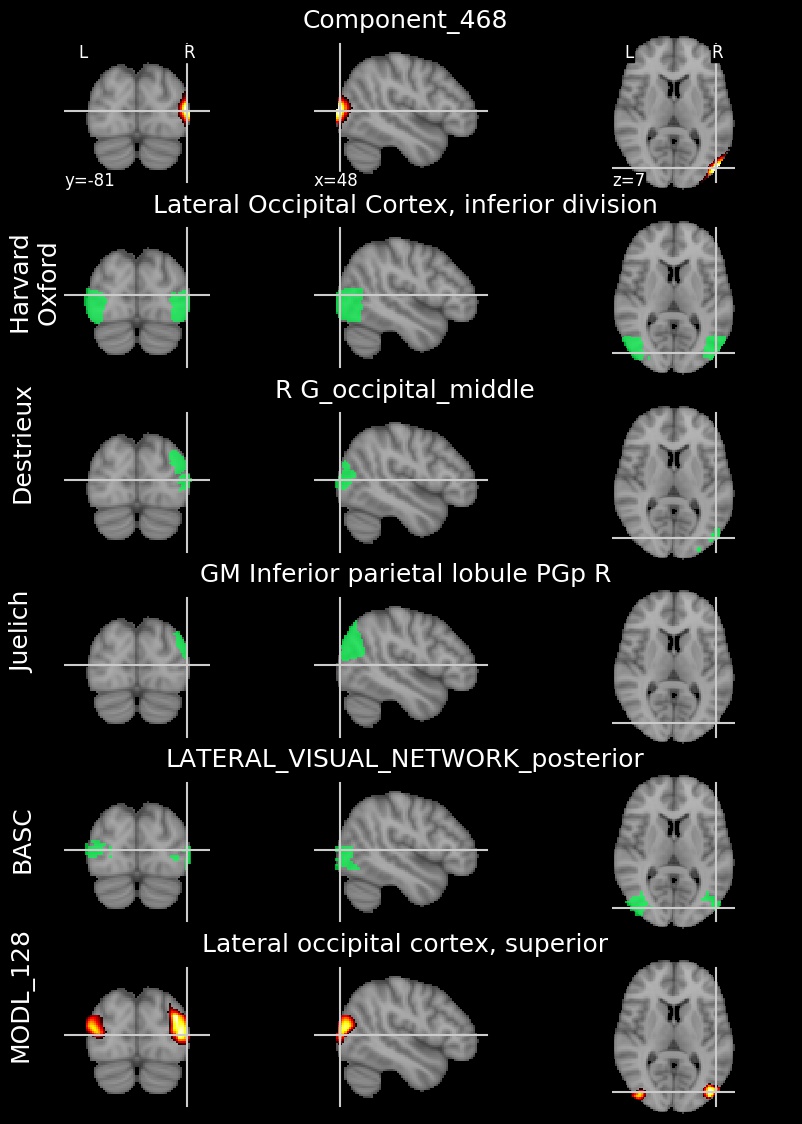 Component_468
L R L R
y=-81 x=48 z=7
Lateral Occipital Cortex, inferior division
Harvard
Oxford
R G_occipital_middle
Destrieux
GM Inferior parietal lobule PGp R
Juelich
LATERAL_VISUAL_NETWORK_posterior
BASC
Lateral occipital cortex, superior
MODL_128